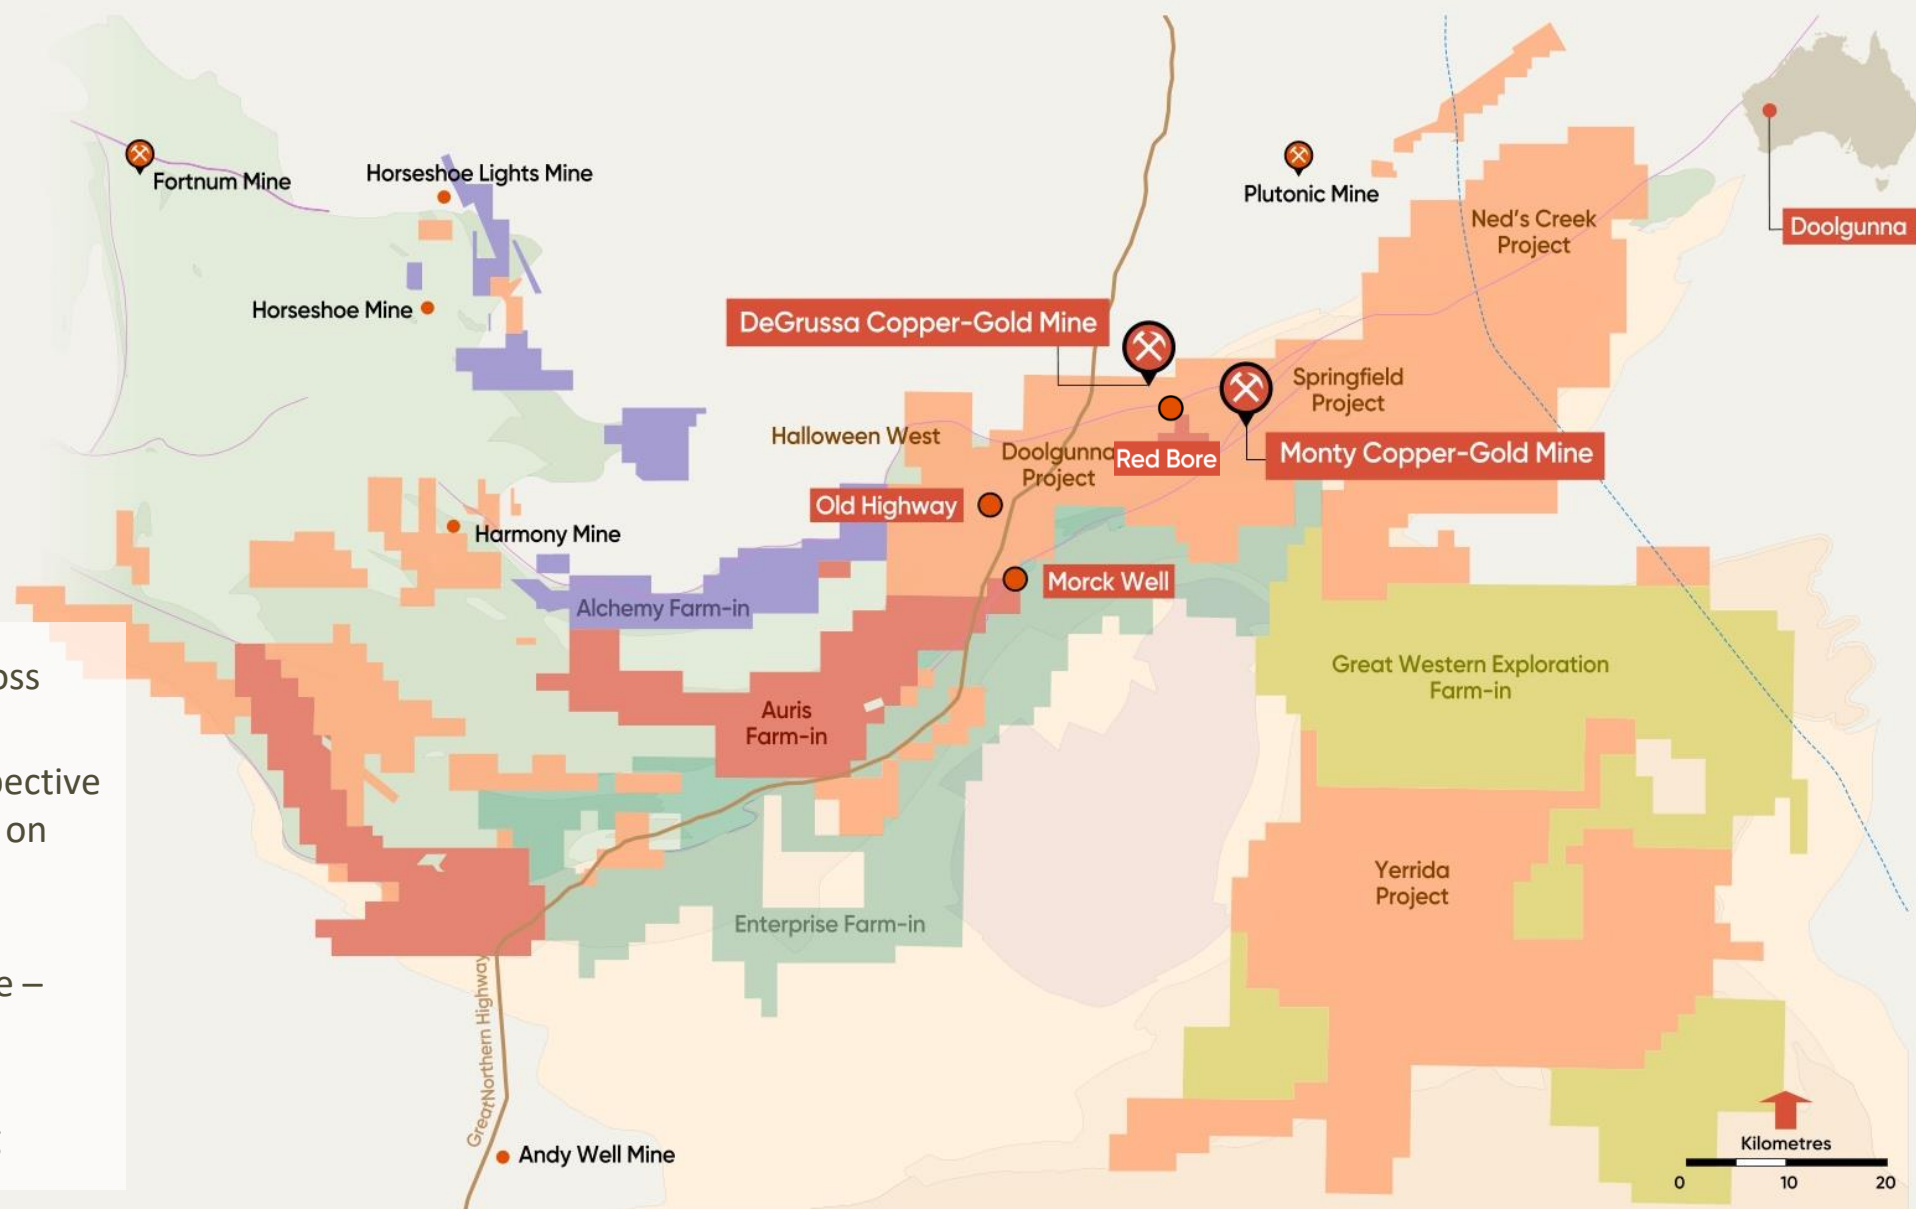 Fortnum Mine
Horseshoe Lights Mine
Plutonic Mine
Ned's Creek
Project
Doolgunna
Horseshoe Mine
DeGrussa Copper-Gold Mine
Springfield
Project
Halloween West
Doolgunna
Project
Red Bore
Monty Copper-Gold Mine
Old Highway
Harmony Mine
Morck Well
Alchemy Farm-in
Great Western Exploration
Farm-in
Auris
Farm-in
on
Yerrida
Project
Enterprise Farm-in
Great Northern Highway
Andy Well Mine
Kilometres
0 10 20